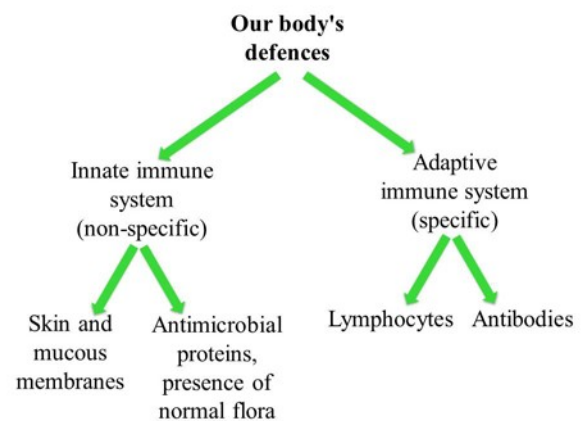 Our body's
defences
Innate immune
system
(non-specific)
Adaptive
immune system
(specific)
Skin and
mucous
membranes
Antimicrobial
proteins,
presence of
normal flora
Lymphocytes
Antibodies